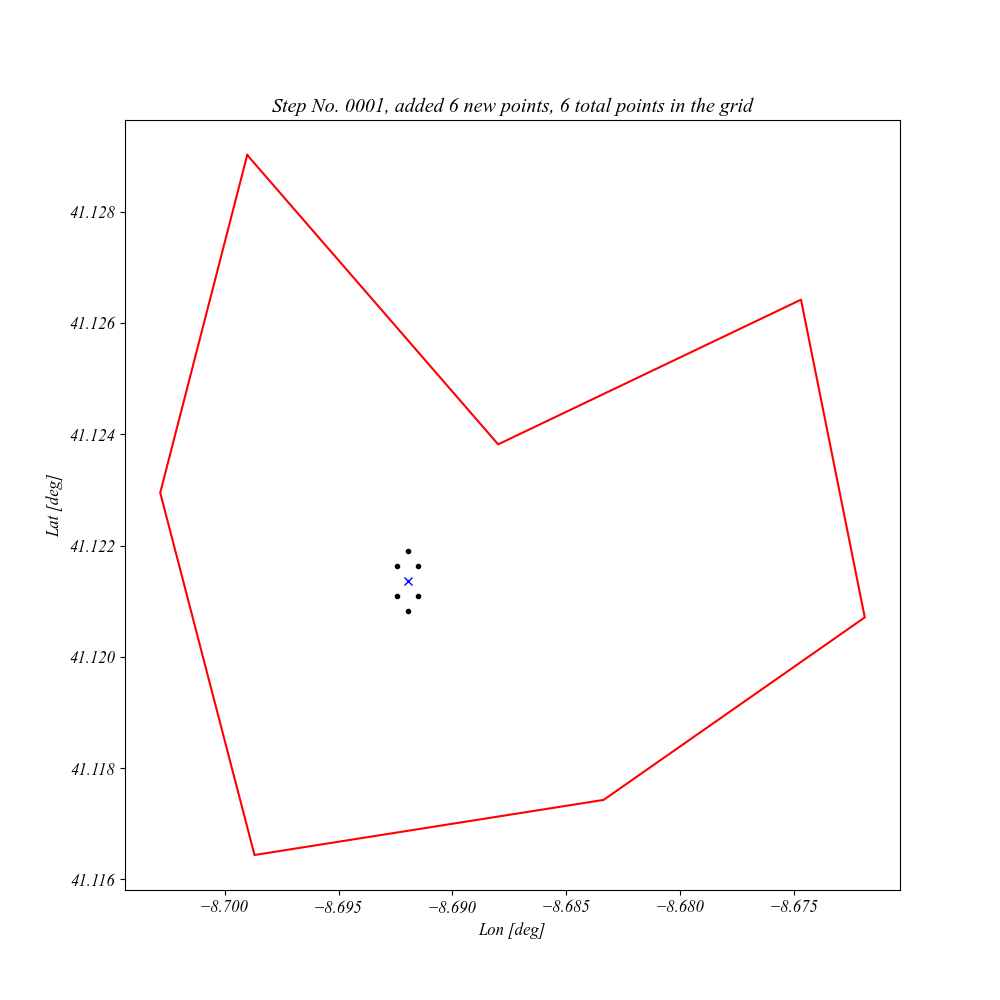 Step No. 0001, added 6 new points, 6 total points in the grid
41.128
41.126
41.124
41.122
41.120
41.118
41.116
Lat [deg]
−8.700 −8.695 −8.690 −8.685 −8.680 −8.675
Lon [deg]